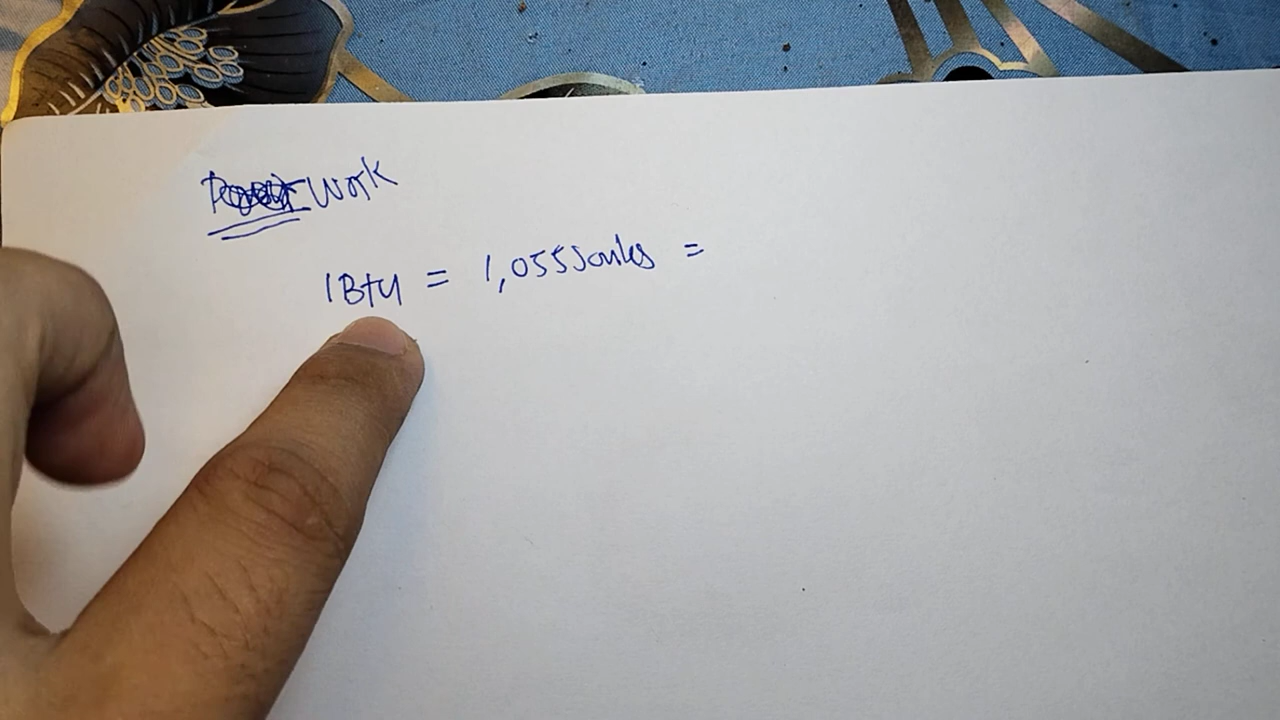 Work
1Btu = 1,055Joules =